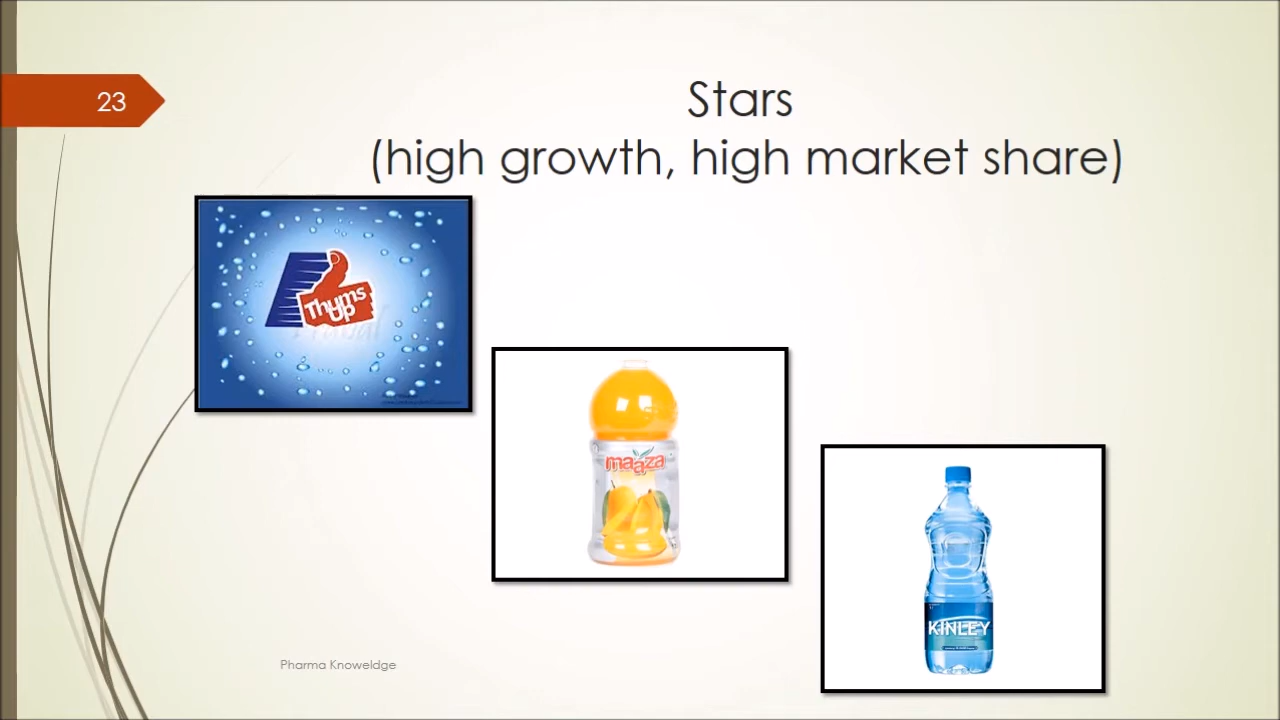 23
Stars
(high growth, high market share)
Thums
Up
maaza
KINLEY
Pharma Knoweldge